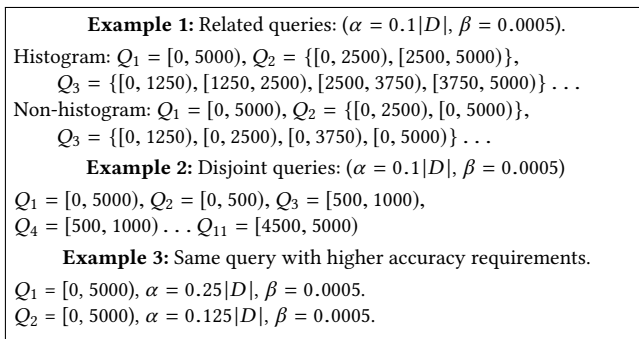 Example 1: Related queries: (α = 0.1|D|, β = 0.0005).
Histogram: Q₁ = [0, 5000), Q₂ = {[0, 2500), [2500, 5000)},
Q₃ = {[0, 1250), [1250, 2500), [2500, 3750), [3750, 5000)} . . .
Non-histogram: Q₁ = [0, 5000), Q₂ = {[0, 2500), [0, 5000)},
Q₃ = {[0, 1250), [0, 2500), [0, 3750), [0, 5000)} . . .
Example 2: Disjoint queries: (α = 0.1|D|, β = 0.0005)
Q₁ = [0, 5000), Q₂ = [0, 500), Q₃ = [500, 1000),
Q₄ = [500, 1000) . . . Q₁₁ = [4500, 5000)
Example 3: Same query with higher accuracy requirements.
Q₁ = [0, 5000), α = 0.25|D|, β = 0.0005.
Q₂ = [0, 5000), α = 0.125|D|, β = 0.0005.